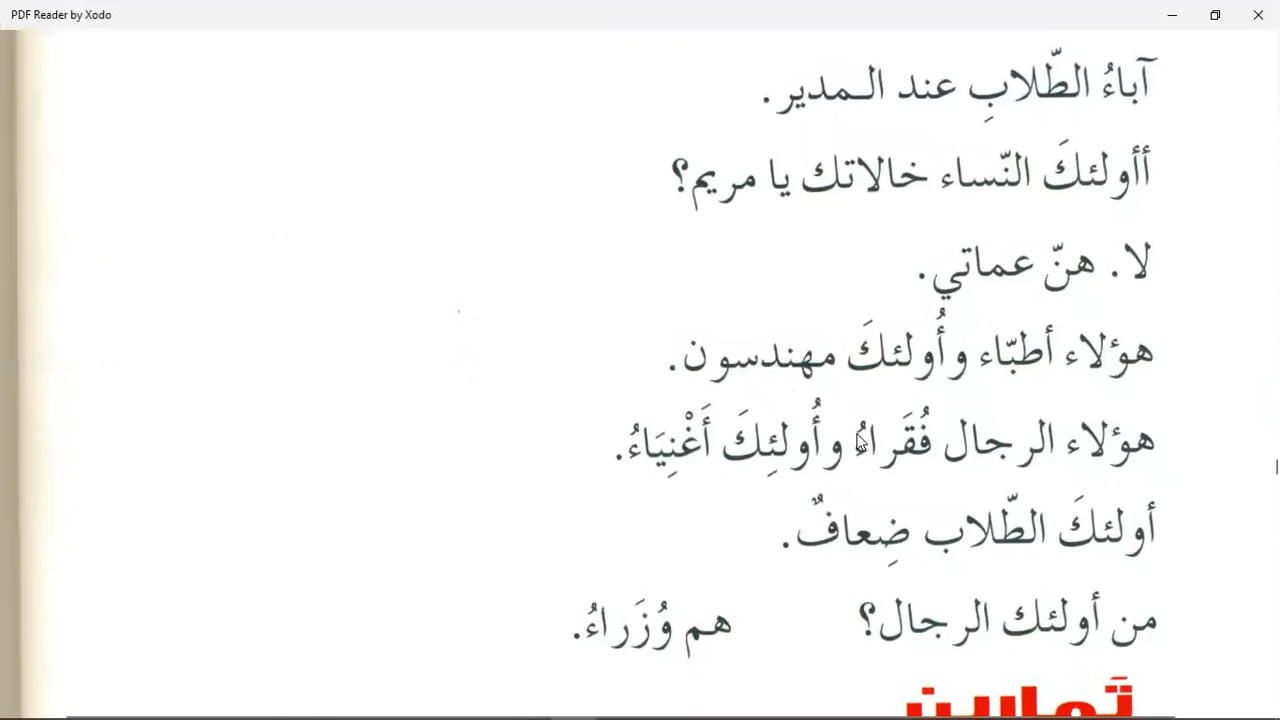 PDF Reader by Xodo
آباءُ الطّلابِ عند الـمدير.
أأولئكَ النّساء خالاتك يا مريم؟
لا. هنّ عماتي.
هؤلاء أطبّاء وأُولئكَ مهندسون.
هؤلاء الرجال فُقَراءُ وأُولئِكَ أَغْنِيَاءُ.
أولئكَ الطّلاب ضِعافٌ.
من أولئك الرجال؟ هم وُزَراءُ.